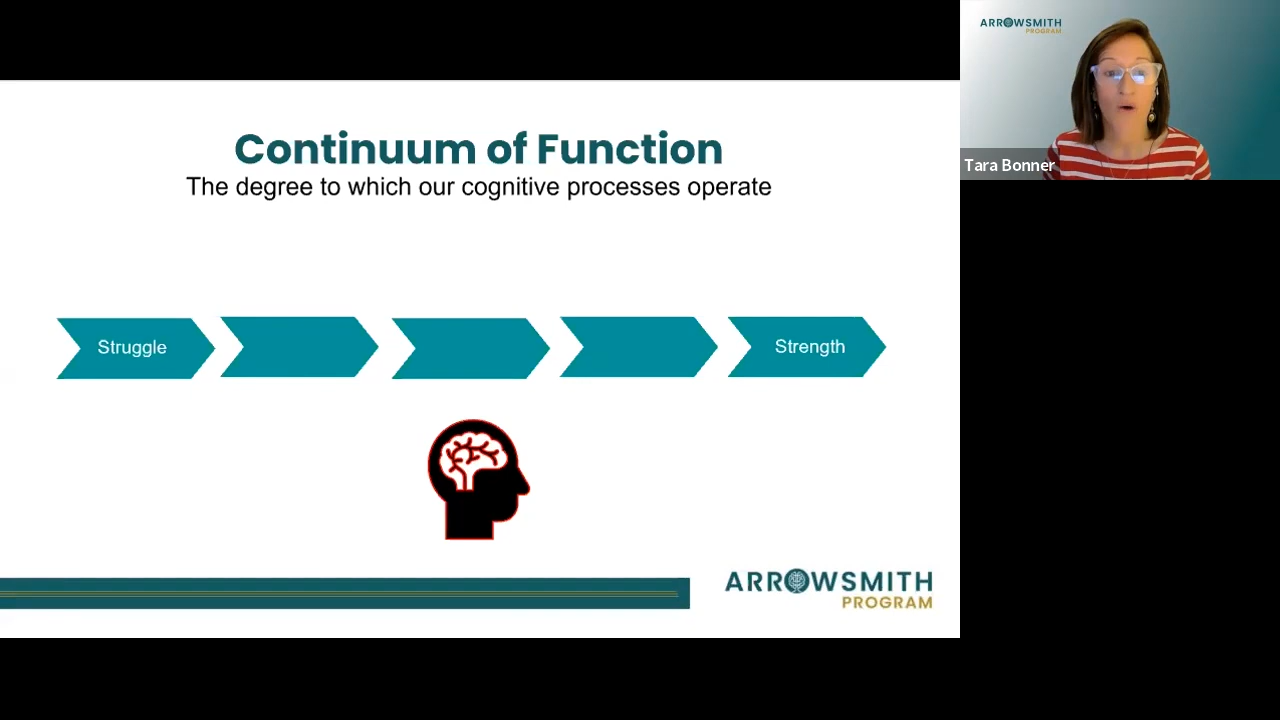 Continuum of Function
The degree to which our cognitive processes operate
Struggle
Strength
ARROWSMITH
PROGRAM
ARROWSMITH
PROGRAM
Tara Bonner